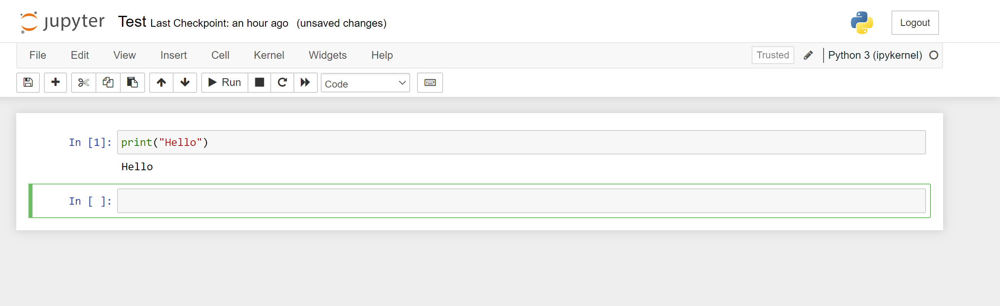 jupyter Test Last Checkpoint: an hour ago (unsaved changes) Logout
File Edit View Insert Cell Kernel Widgets Help Trusted Python 3 (ipykernel)
Run Code
In [1]: print("Hello")
Hello
In [ ]: